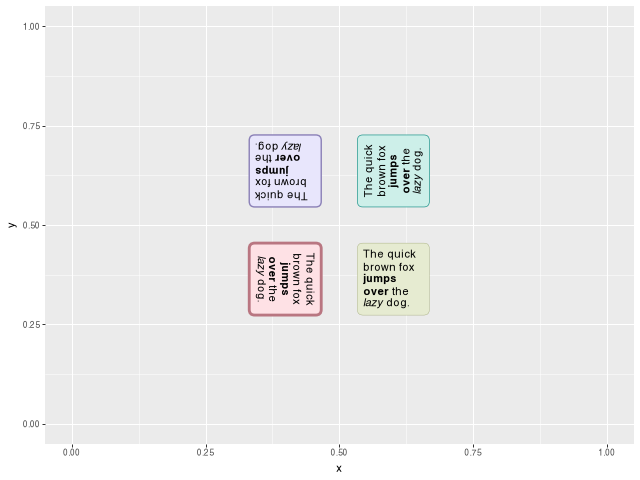 1.00
0.75
0.50
0.25
0.00
y
The quick
brown fox
jumps
over the
lazy dog.
The quick
brown fox
jumps
over the
lazy dog.
The quick
brown fox
jumps
over the
lazy dog.
The quick
brown fox
jumps
over the
lazy dog.
0.00 0.25 0.50 0.75 1.00
x